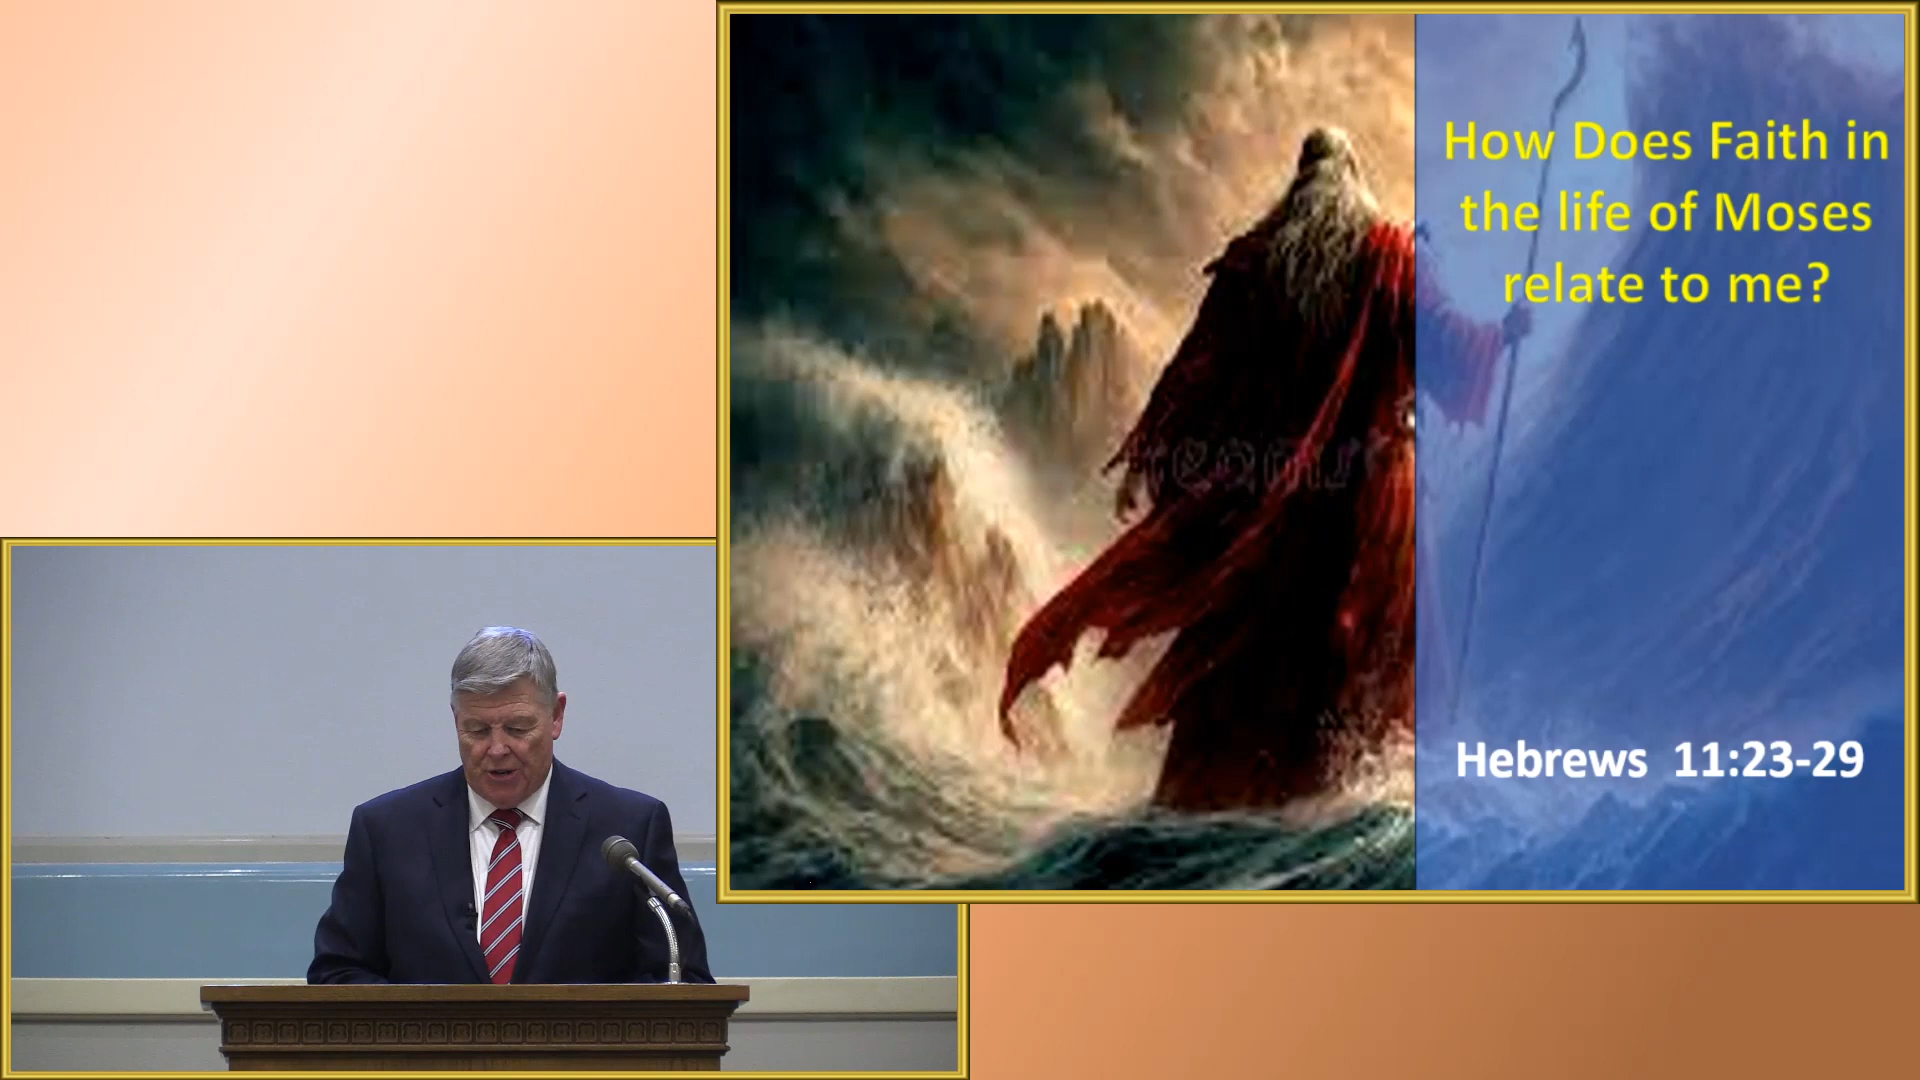 How Does Faith in
the life of Moses
relate to me?
Hebrews 11:23-29